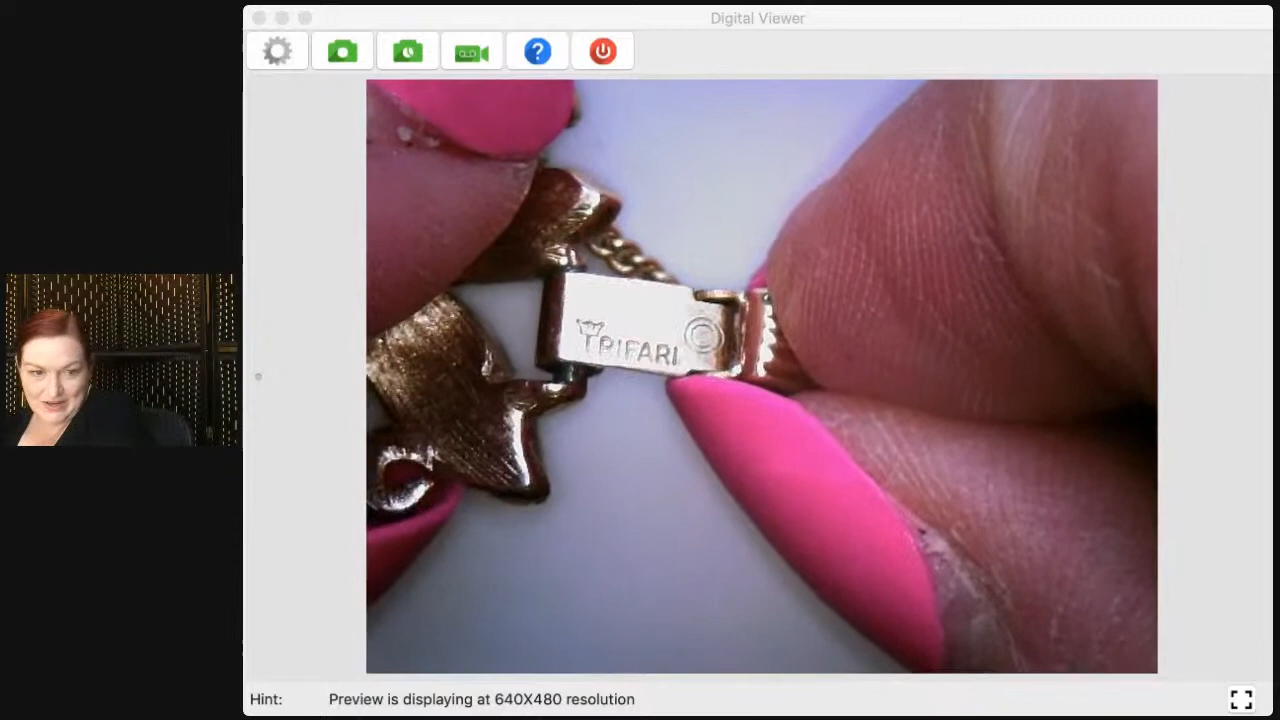 Digital Viewer
TRIFARI ©
Hint: Preview is displaying at 640X480 resolution